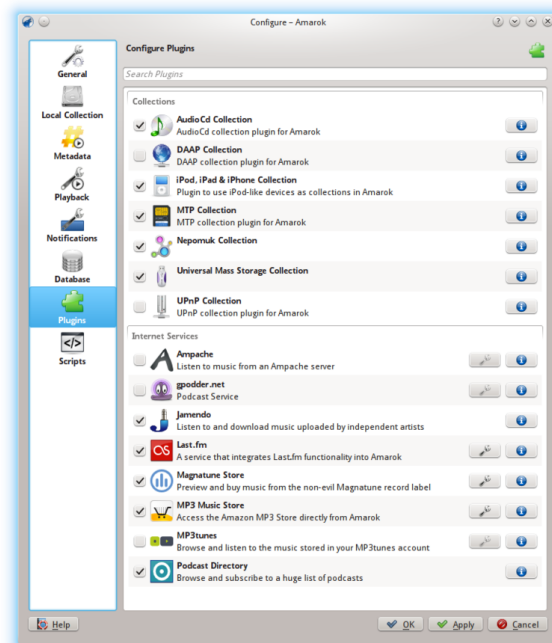 Configure – Amarok
General
Local Collection
Metadata
Playback
Notifications
Database
Plugins
Scripts
Configure Plugins
Search Plugins
Collections
AudioCd Collection
AudioCd collection plugin for Amarok
DAAP Collection
DAAP collection plugin for Amarok
iPod, iPad & iPhone Collection
Plugin to use iPod-like devices as collections in Amarok
MTP Collection
MTP collection plugin for Amarok
Nepomuk Collection
Universal Mass Storage Collection
UPnP Collection
UPnP collection plugin for Amarok
Internet Services
Ampache
Listen to music from an Ampache server
gpodder.net
Podcast Service
Jamendo
Listen to and download music uploaded by independent artists
Last.fm
A service that integrates Last.fm functionality into Amarok
Magnatune Store
Preview and buy music from the non-evil Magnatune record label
MP3 Music Store
Access the Amazon MP3 Store directly from Amarok
MP3tunes
Browse and listen to the music stored in your MP3tunes account
Podcast Directory
Browse and subscribe to a huge list of podcasts
Help
OK
Apply
Cancel